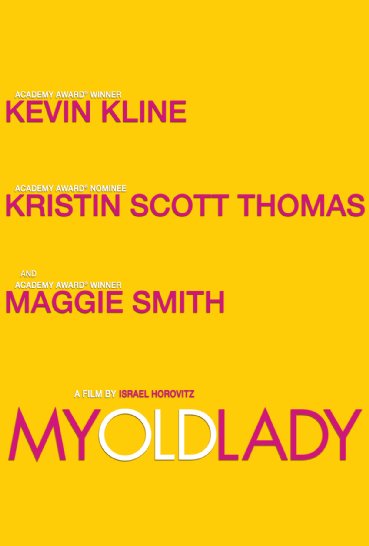 ACADEMY AWARD® WINNER
KEVIN KLINE
ACADEMY AWARD® NOMINEE
KRISTIN SCOTT THOMAS
AND
ACADEMY AWARD® WINNER
MAGGIE SMITH
A FILM BY ISRAEL HOROVITZ
MYOLDLADY